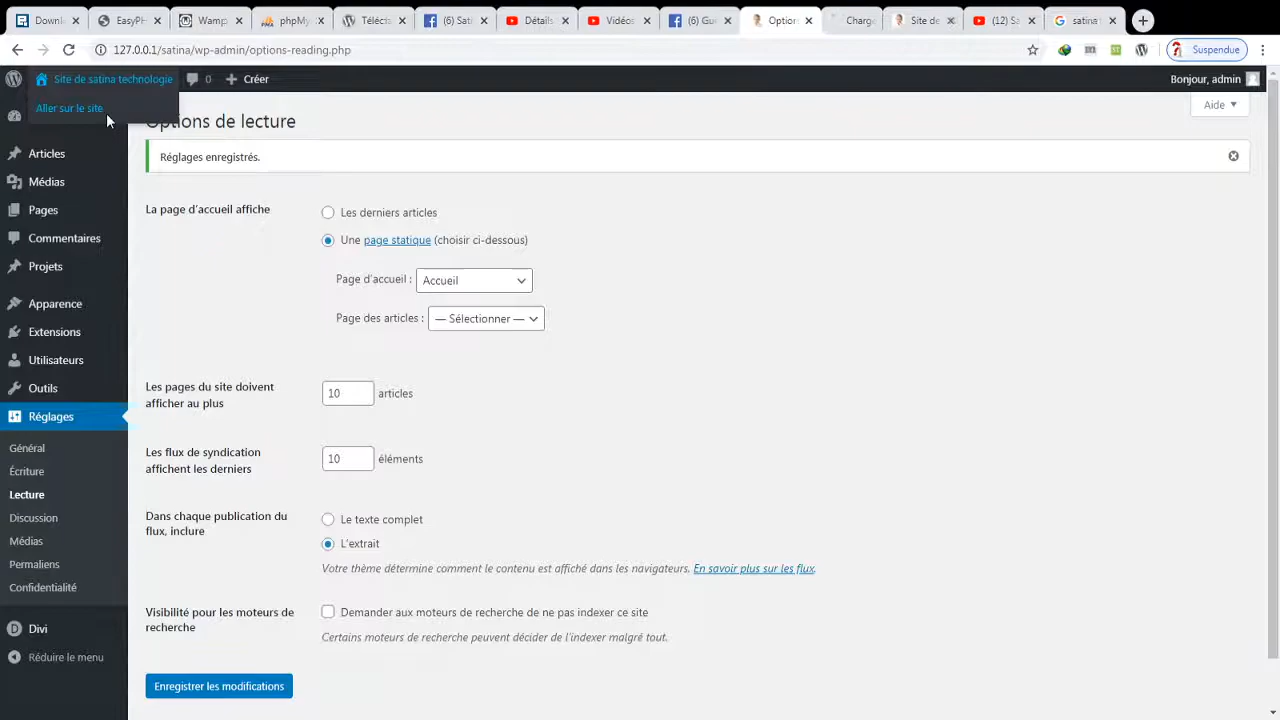 Downlo
EasyPH
Wamp
phpMy
Téléch
(6) Sati
Détails
Vidéos
(6) Gu
Options
Charg
Site de
(12) Sa
satina
127.0.0.1/satina/wp-admin/options-reading.php
Suspendue
Site de satina technologie
0
Créer
Bonjour, admin
Aller sur le site
Options de lecture
Aide
Réglages enregistrés.
Articles
Médias
Pages
Commentaires
Projets
Apparence
Extensions
Utilisateurs
Outils
Réglages
Général
Écriture
Lecture
Discussion
Médias
Permaliens
Confidentialité
Divi
Réduire le menu
La page d'accueil affiche
Les derniers articles
Une page statique (choisir ci-dessous)
Page d'accueil : Accueil
Page des articles : — Sélectionner —
Les pages du site doivent
afficher au plus
10 articles
Les flux de syndication
affichent les derniers
10 éléments
Dans chaque publication du
flux, inclure
Le texte complet
L'extrait
Votre thème détermine comment le contenu est affiché dans les navigateurs. En savoir plus sur les flux.
Visibilité pour les moteurs de
recherche
Demander aux moteurs de recherche de ne pas indexer ce site
Certains moteurs de recherche peuvent décider de l'indexer malgré tout.
Enregistrer les modifications